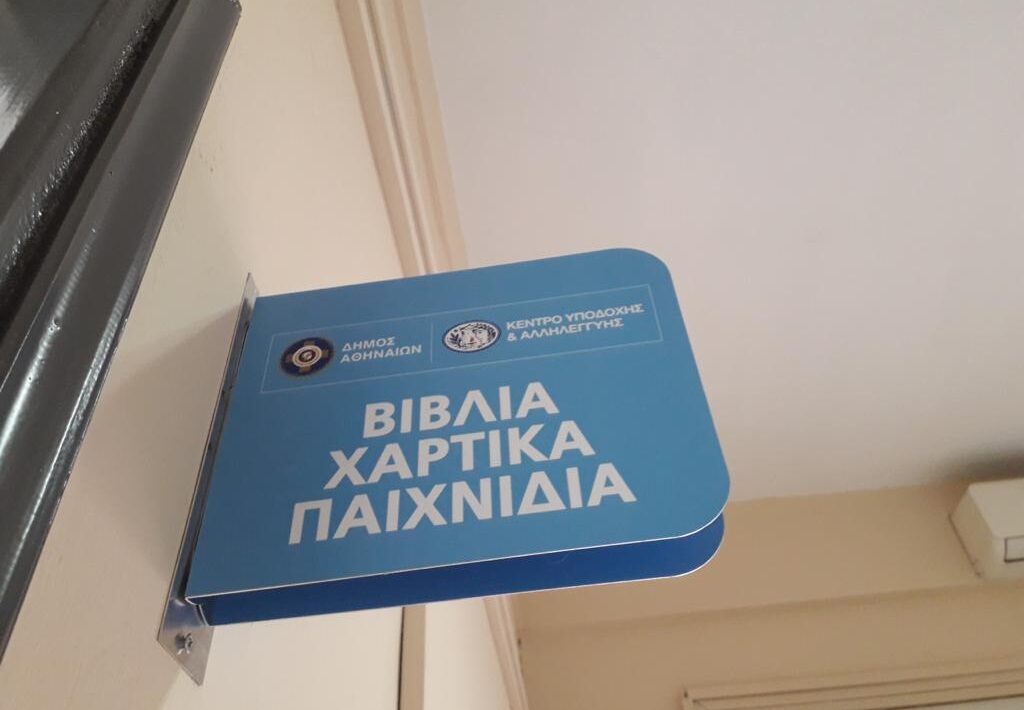 ΔΗΜΟΣ
ΑΘΗΝΑΙΩΝ
ΚΕΝΤΡΟ ΥΠΟΔΟΧΗΣ
& ΑΛΛΗΛΕΓΓΥΗΣ
ΒΙΒΛΙΑ
ΧΑΡΤΙΚΑ
ΠΑΙΧΝΙΔΙΑ